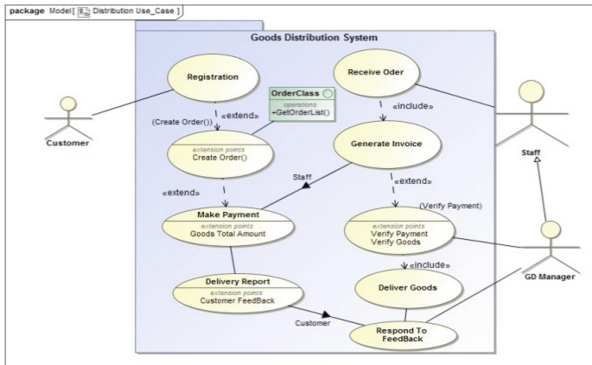 package Model[ Distribution Use_Case ]
Goods Distribution System
Registration
Receive Oder
OrderClass
operations
+GetOrderList()
«extend»
«include»
(Create Order())
Customer
extension points
Create Order()
Generate Invoice
Staff
Staff
«extend»
«extend»
(Verify Payment)
Make Payment
Goods Total Amount
extension points
Verify Payment
Verify Goods
«include»
GD Manager
Delivery Report
extension points
Customer FeedBack
Deliver Goods
Customer
Respond To
FeedBack